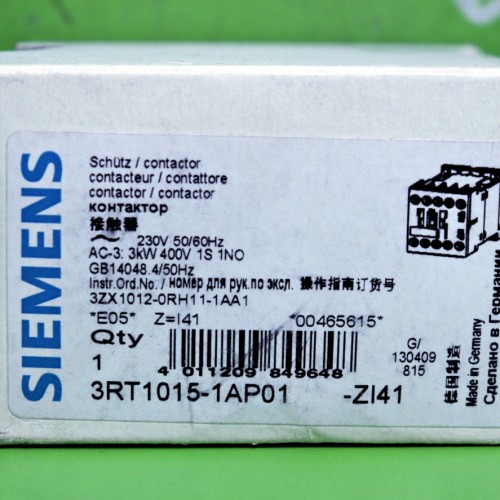 SIEMENS
Schütz / contactor
contacteur / contattore
contactor / contactor
контактор
接触器
~ 230V 50/60Hz
AC-3: 3kW 400V 1S 1NO
GB14048.4/50Hz
Instr.Ord.No./ номер для рук.по экспл. 操作指南订货号
3ZX1012-0RH11-1AA1
*E05* Z=I41 *00465615*
Qty
1
4 011209 849648
G/
130409
815
3RT1015-1AP01 -ZI41
德国制造
Made in Germany
Сделано в Германии